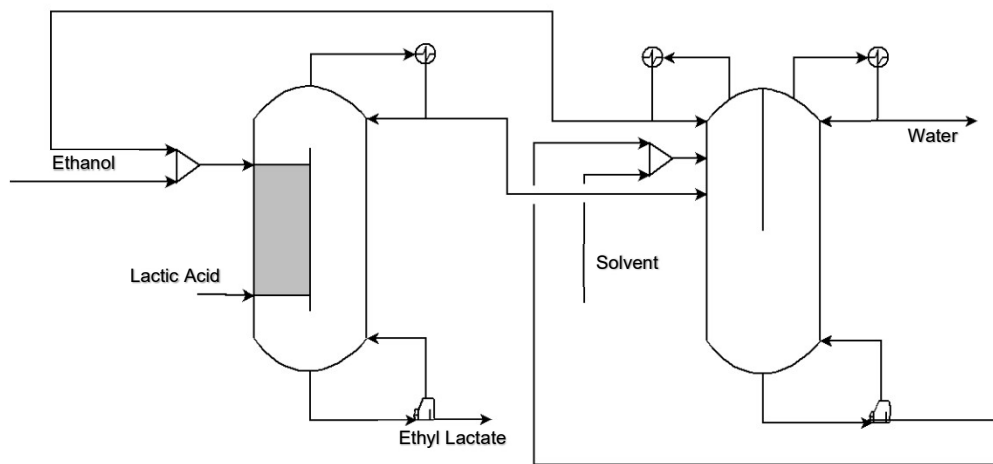 Water
Ethanol
Solvent
Lactic Acid
Ethyl Lactate